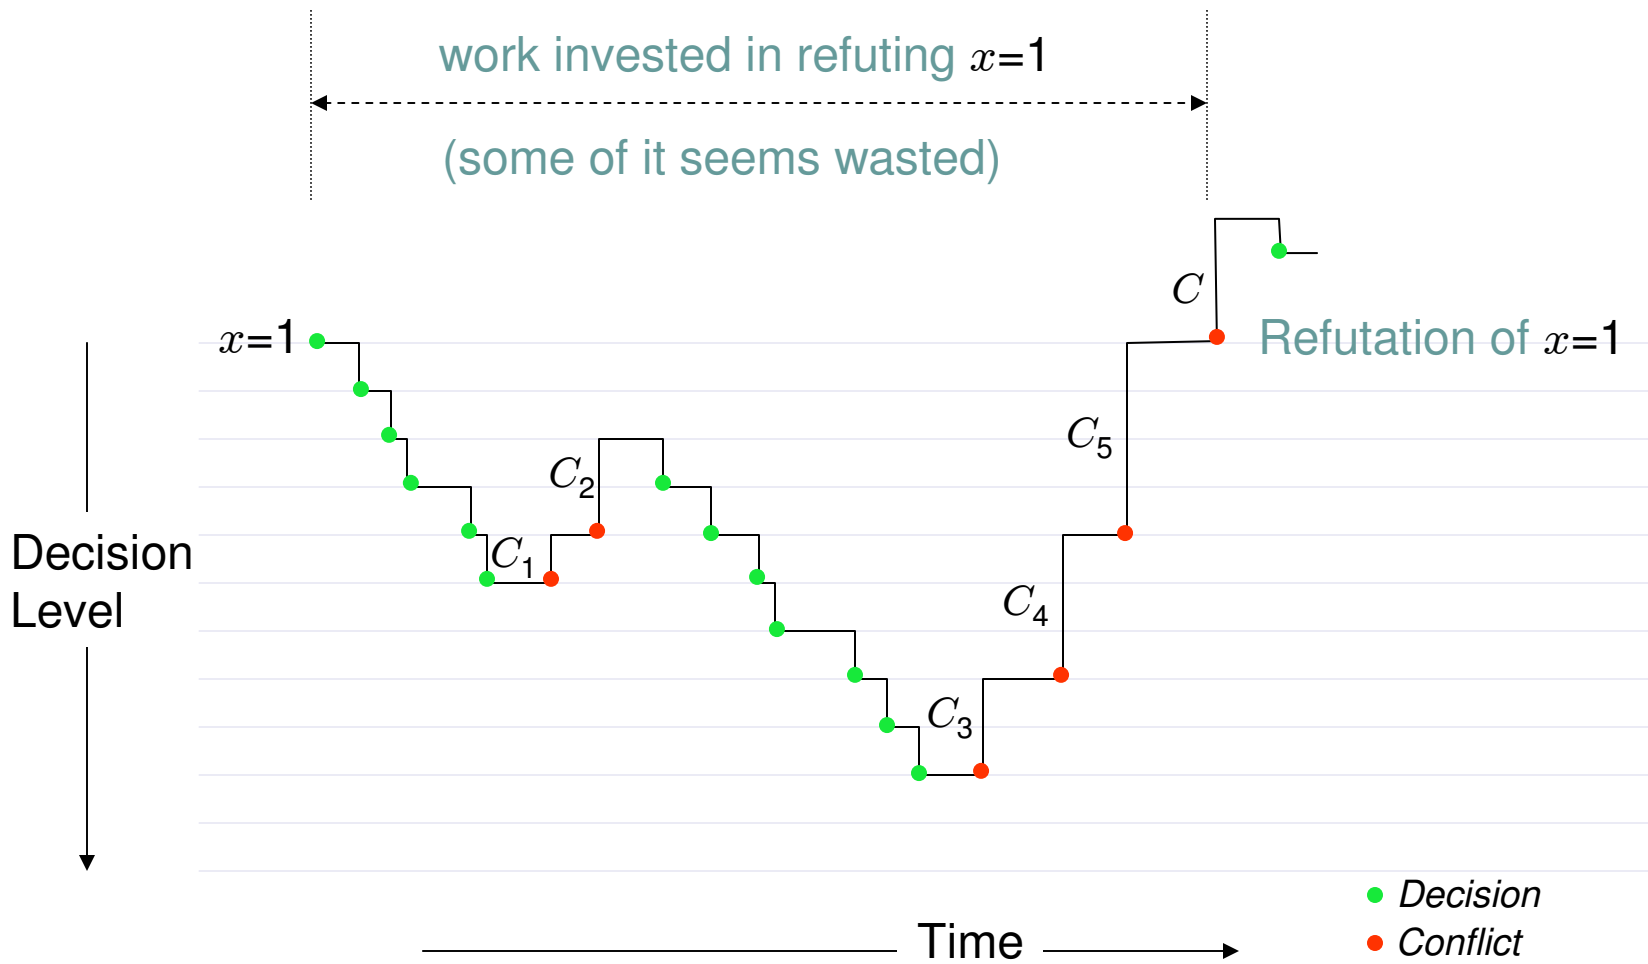 work invested in refuting x=1
(some of it seems wasted)
C
x=1
Refutation of x=1
C5
C2
C1
Decision
Level
C4
C3
Decision
Time
Conflict